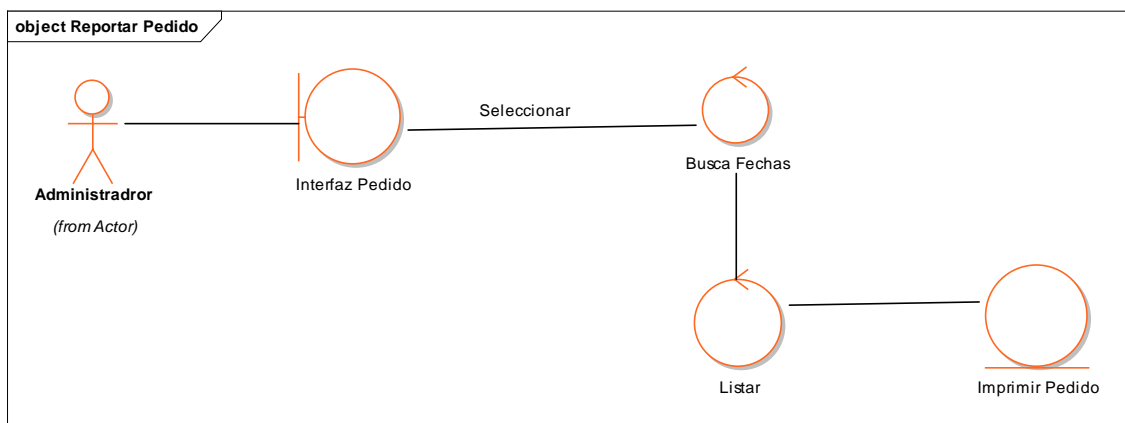 object Reportar Pedido
Seleccionar
Busca Fechas
Interfaz Pedido
Administradror
(from Actor)
Listar
Imprimir Pedido